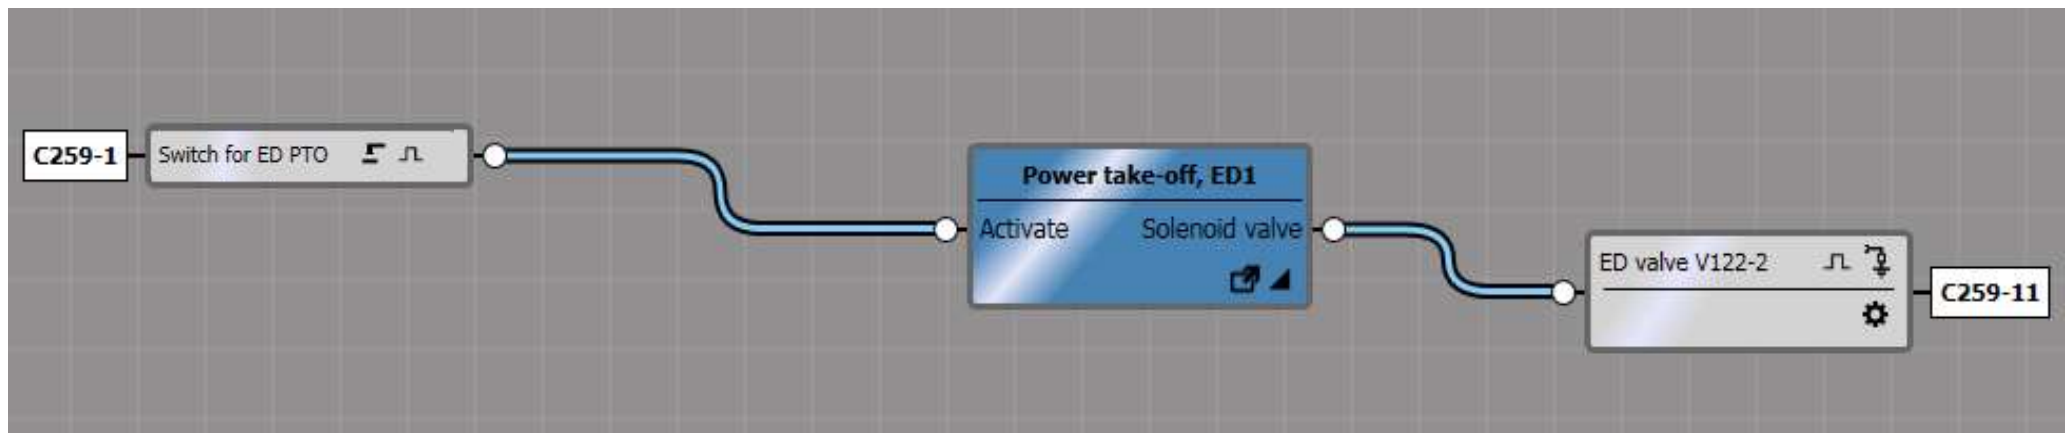 C259-1
Switch for ED PTO
Power take-off, ED1
Activate
Solenoid valve
ED valve V122-2
C259-11